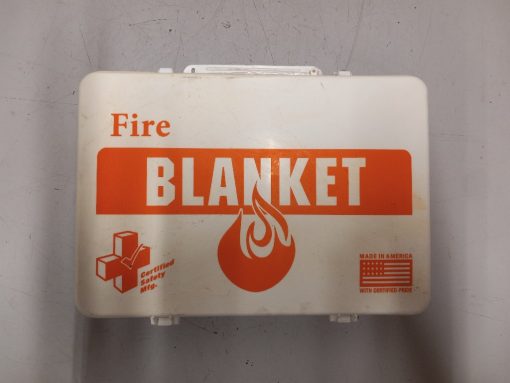 Fire
BLANKET
Certified
Safety
Mfg.
MADE IN AMERICA
WITH CERTIFIED PRIDE